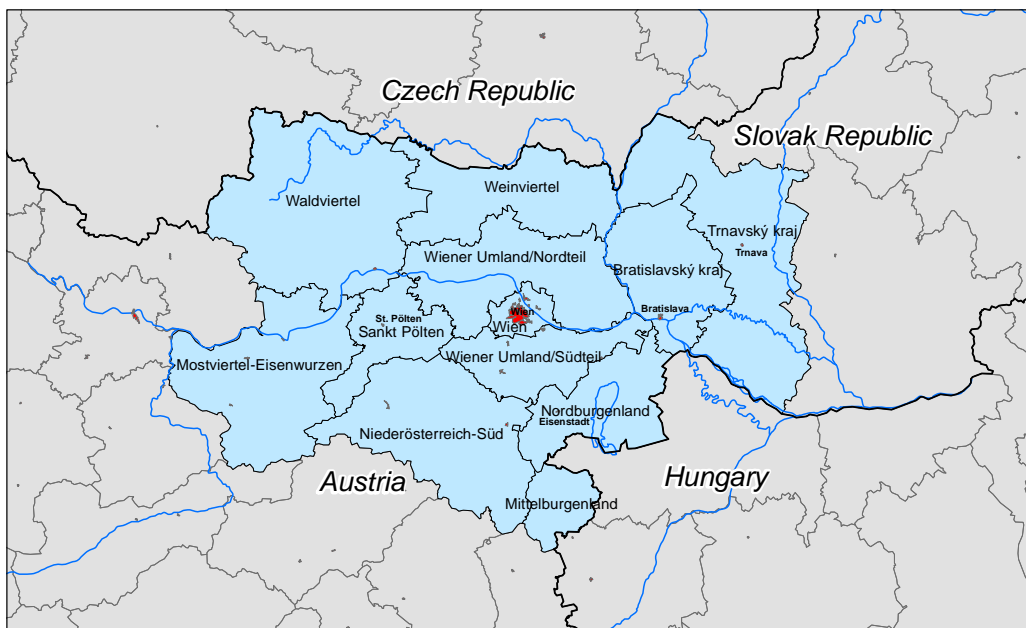 Czech Republic
Slovak Republic
Weinviertel
Waldviertel
Trnavský kraj
Trnava
Wiener Umland/Nordteil
Bratislavský kraj
Bratislava
Wien
Wien
St. Pölten
Sankt Pölten
Wiener Umland/Südteil
Mostviertel-Eisenwurzen
Nordburgenland
Eisenstadt
Niederösterreich-Süd
Austria
Hungary
Mittelburgenland